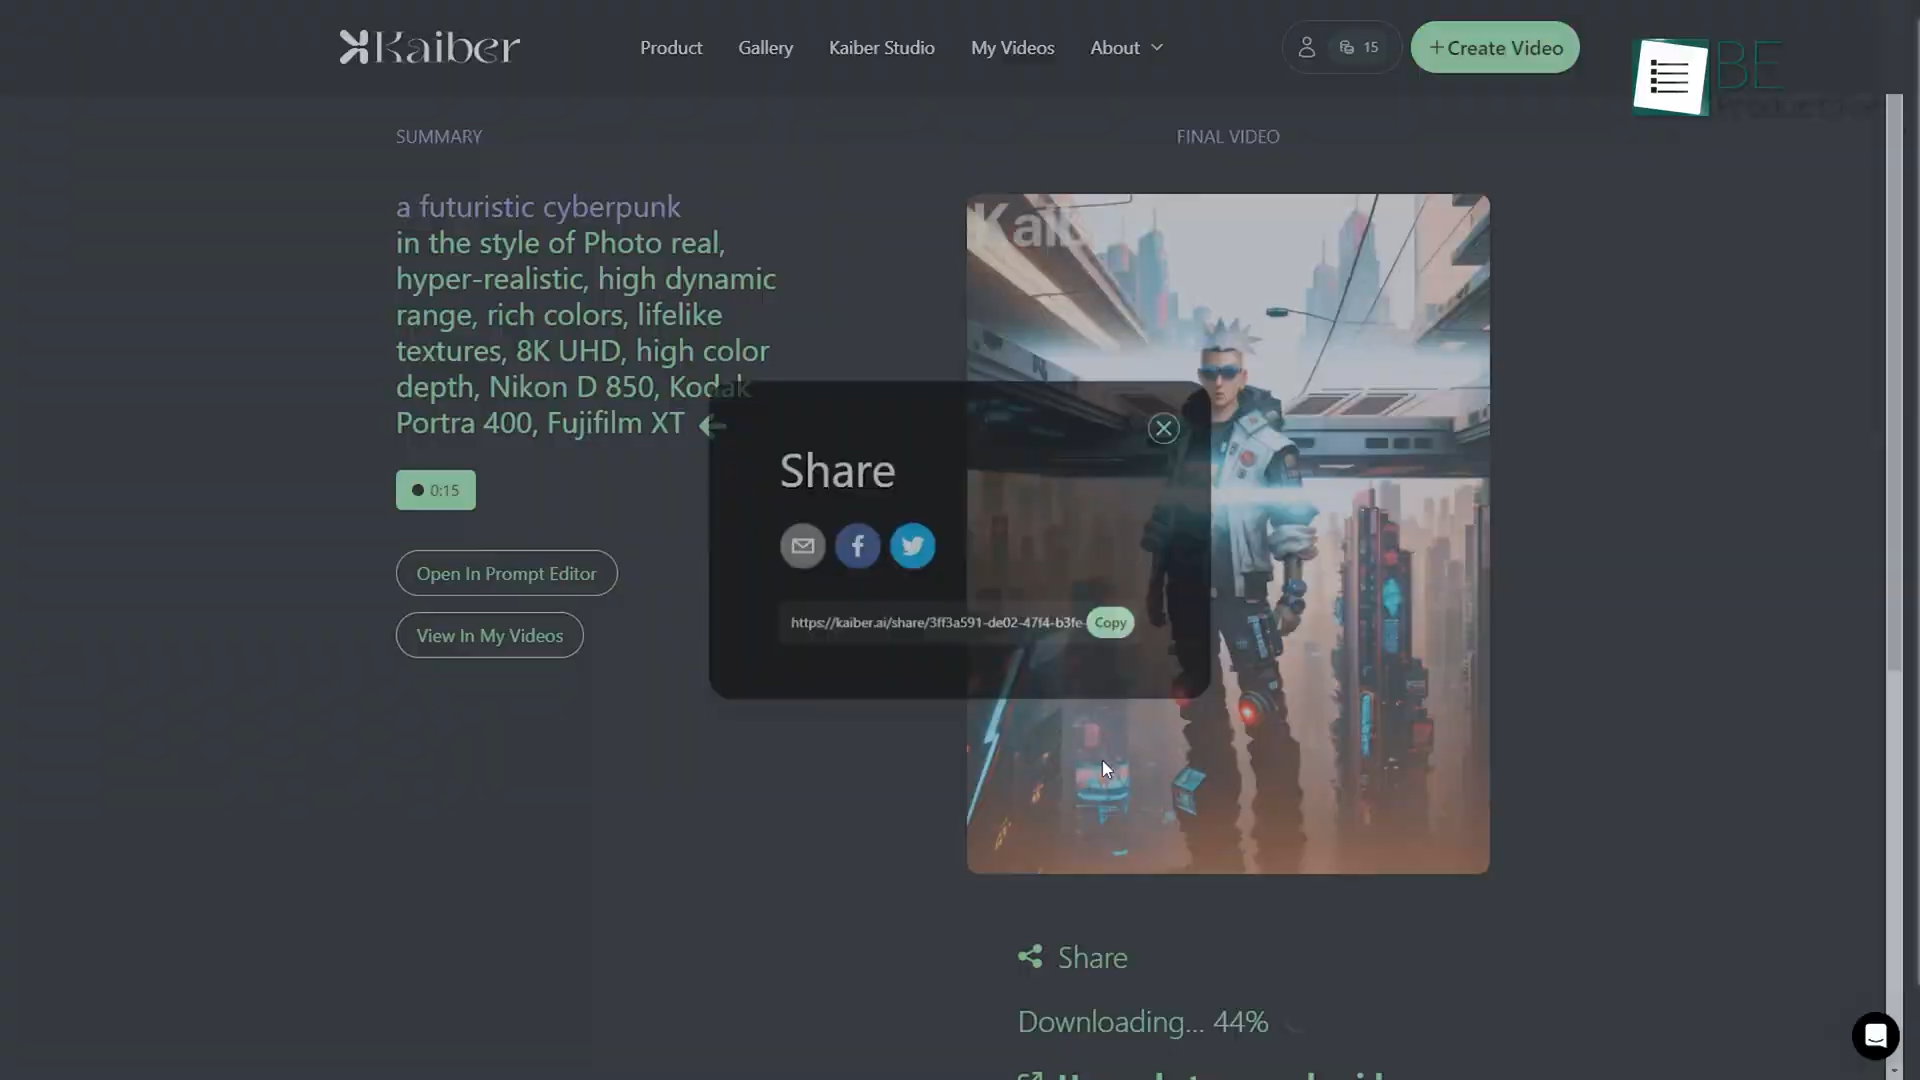 Kaiber
Product
Gallery
Kaiber Studio
My Videos
About
15
+Create Video
BE
SUMMARY
FINAL VIDEO
a futuristic cyberpunk
in the style of Photo real,
hyper-realistic, high dynamic
range, rich colors, lifelike
textures, 8K UHD, high color
depth, Nikon D 850, Kodak
Portra 400, Fujifilm XT
0:15
Open In Prompt Editor
View In My Videos
Kaib
Share
https://kaiber.ai/share/3ff3a591-de02-47f4-b3fe-
Copy
Share
Downloading... 44%